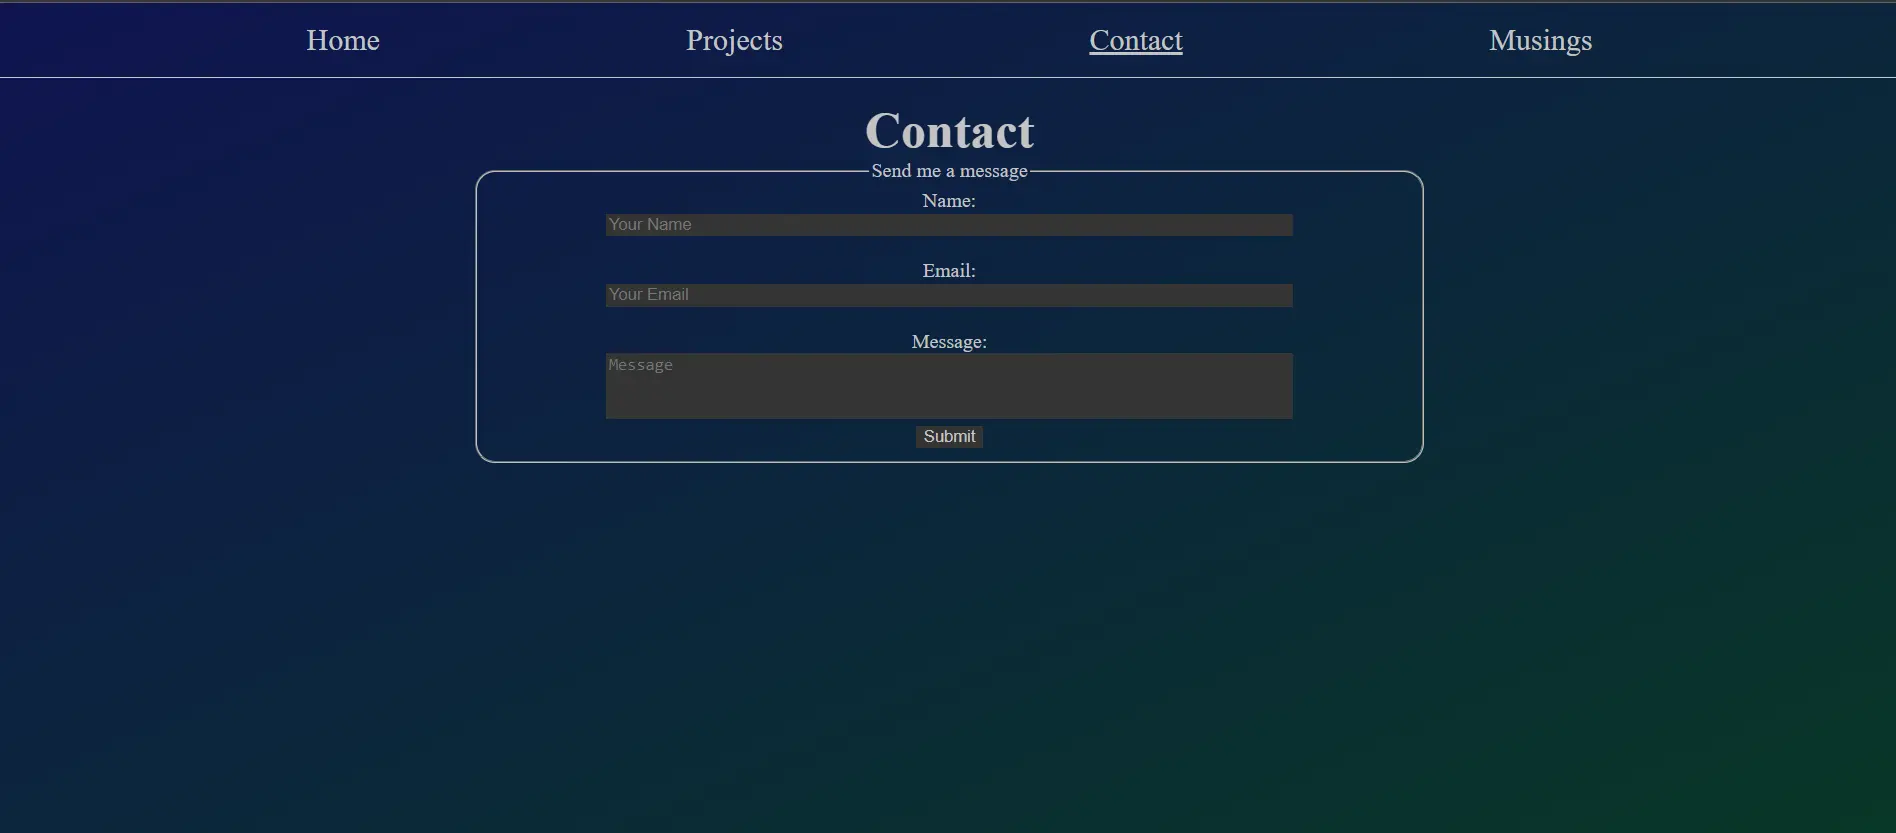 Home Projects Contact Musings
Contact
Send me a message
Name:
Your Name
Email:
Your Email
Message:
Message
Submit